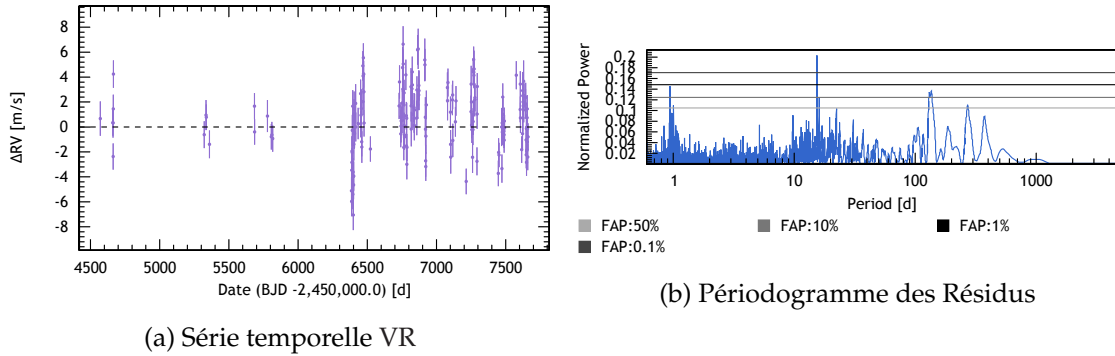 ΔRV [m/s]
8
6
4
2
0
-2
-4
-6
-8
4500 5000 5500 6000 6500 7000 7500
Date (BJD -2,450,000.0) [d]
(a) Série temporelle VR
Normalized Power
0.2
0.18
0.16
0.14
0.12
0.1
0.08
0.06
0.04
0.02
1 10 100 1000
Period [d]
FAP:50% FAP:10% FAP:1%
FAP:0.1%
(b) Périodogramme des Résidus